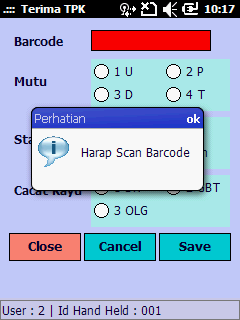 .::: Terima TPK 10:17
Barcode
Mutu
1 U 2 P
3 D 4 T
Perhatian ok
Harap Scan Barcode
Cacat Kayu
3 OLG
Close Cancel Save
User : 2 | Id Hand Held : 001